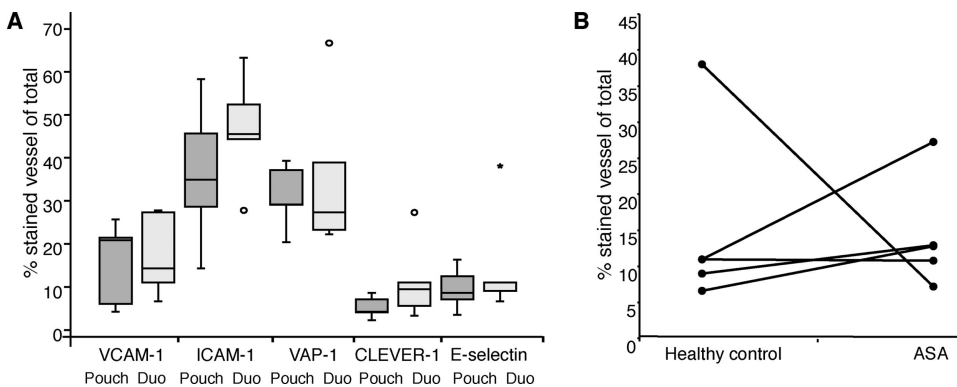 A
% stained vessel of total
70
60
50
40
30
20
10
0
VCAM-1 ICAM-1 VAP-1 CLEVER-1 E-selectin
Pouch Duo Pouch Duo Pouch Duo Pouch Duo Pouch Duo
B
% stained vessel of total
45
40
45
30
25
20
15
10
5
0
Healthy control ASA